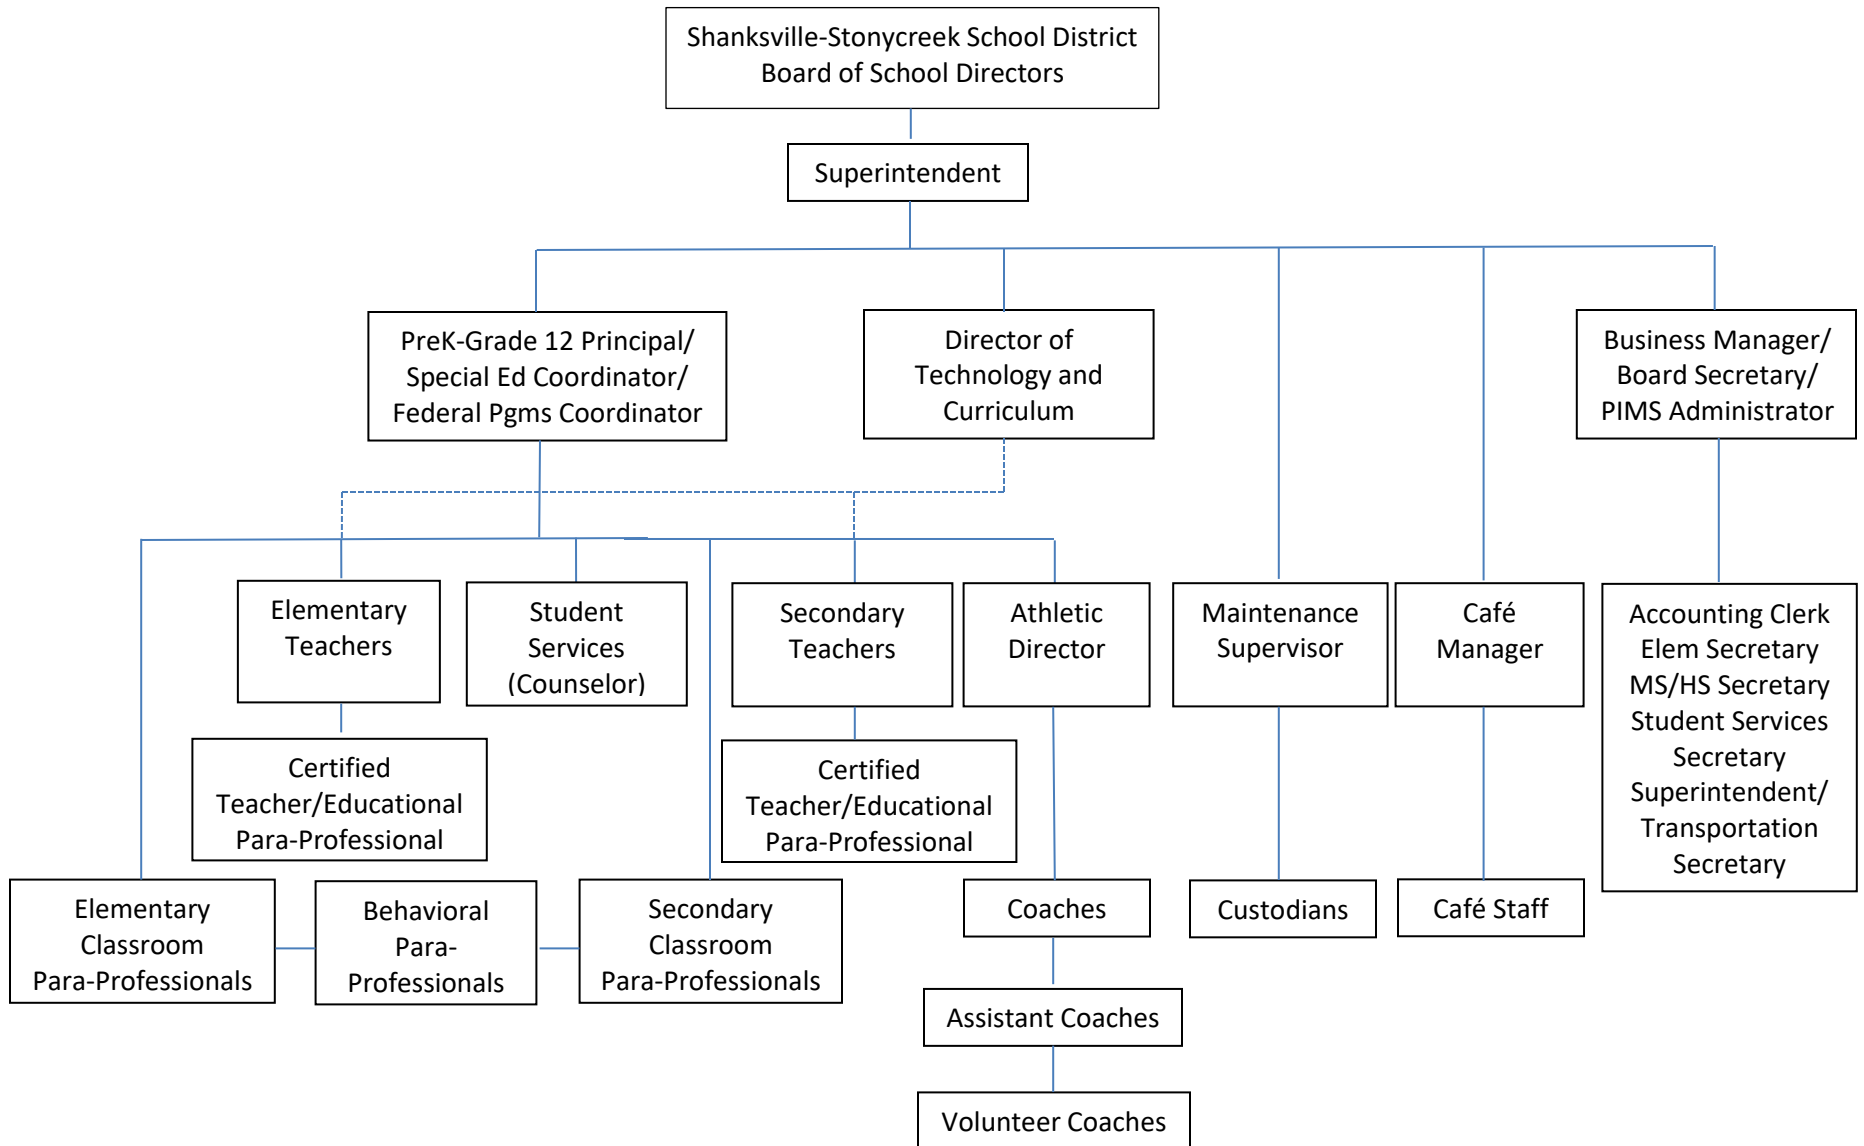 Shanksville-Stonycreek School District
Board of School Directors
Superintendent
PreK-Grade 12 Principal/
Special Ed Coordinator/
Federal Pgms Coordinator
Director of
Technology and
Curriculum
Business Manager/
Board Secretary/
PIMS Administrator
Elementary
Teachers
Student
Services
(Counselor)
Secondary
Teachers
Athletic
Director
Maintenance
Supervisor
Café
Manager
Accounting Clerk
Elem Secretary
MS/HS Secretary
Student Services
Secretary
Superintendent/
Transportation
Secretary
Certified
Teacher/Educational
Para-Professional
Certified
Teacher/Educational
Para-Professional
Elementary
Classroom
Para-Professionals
Behavioral
Para-
Professionals
Secondary
Classroom
Para-Professionals
Coaches
Custodians
Café Staff
Assistant Coaches
Volunteer Coaches